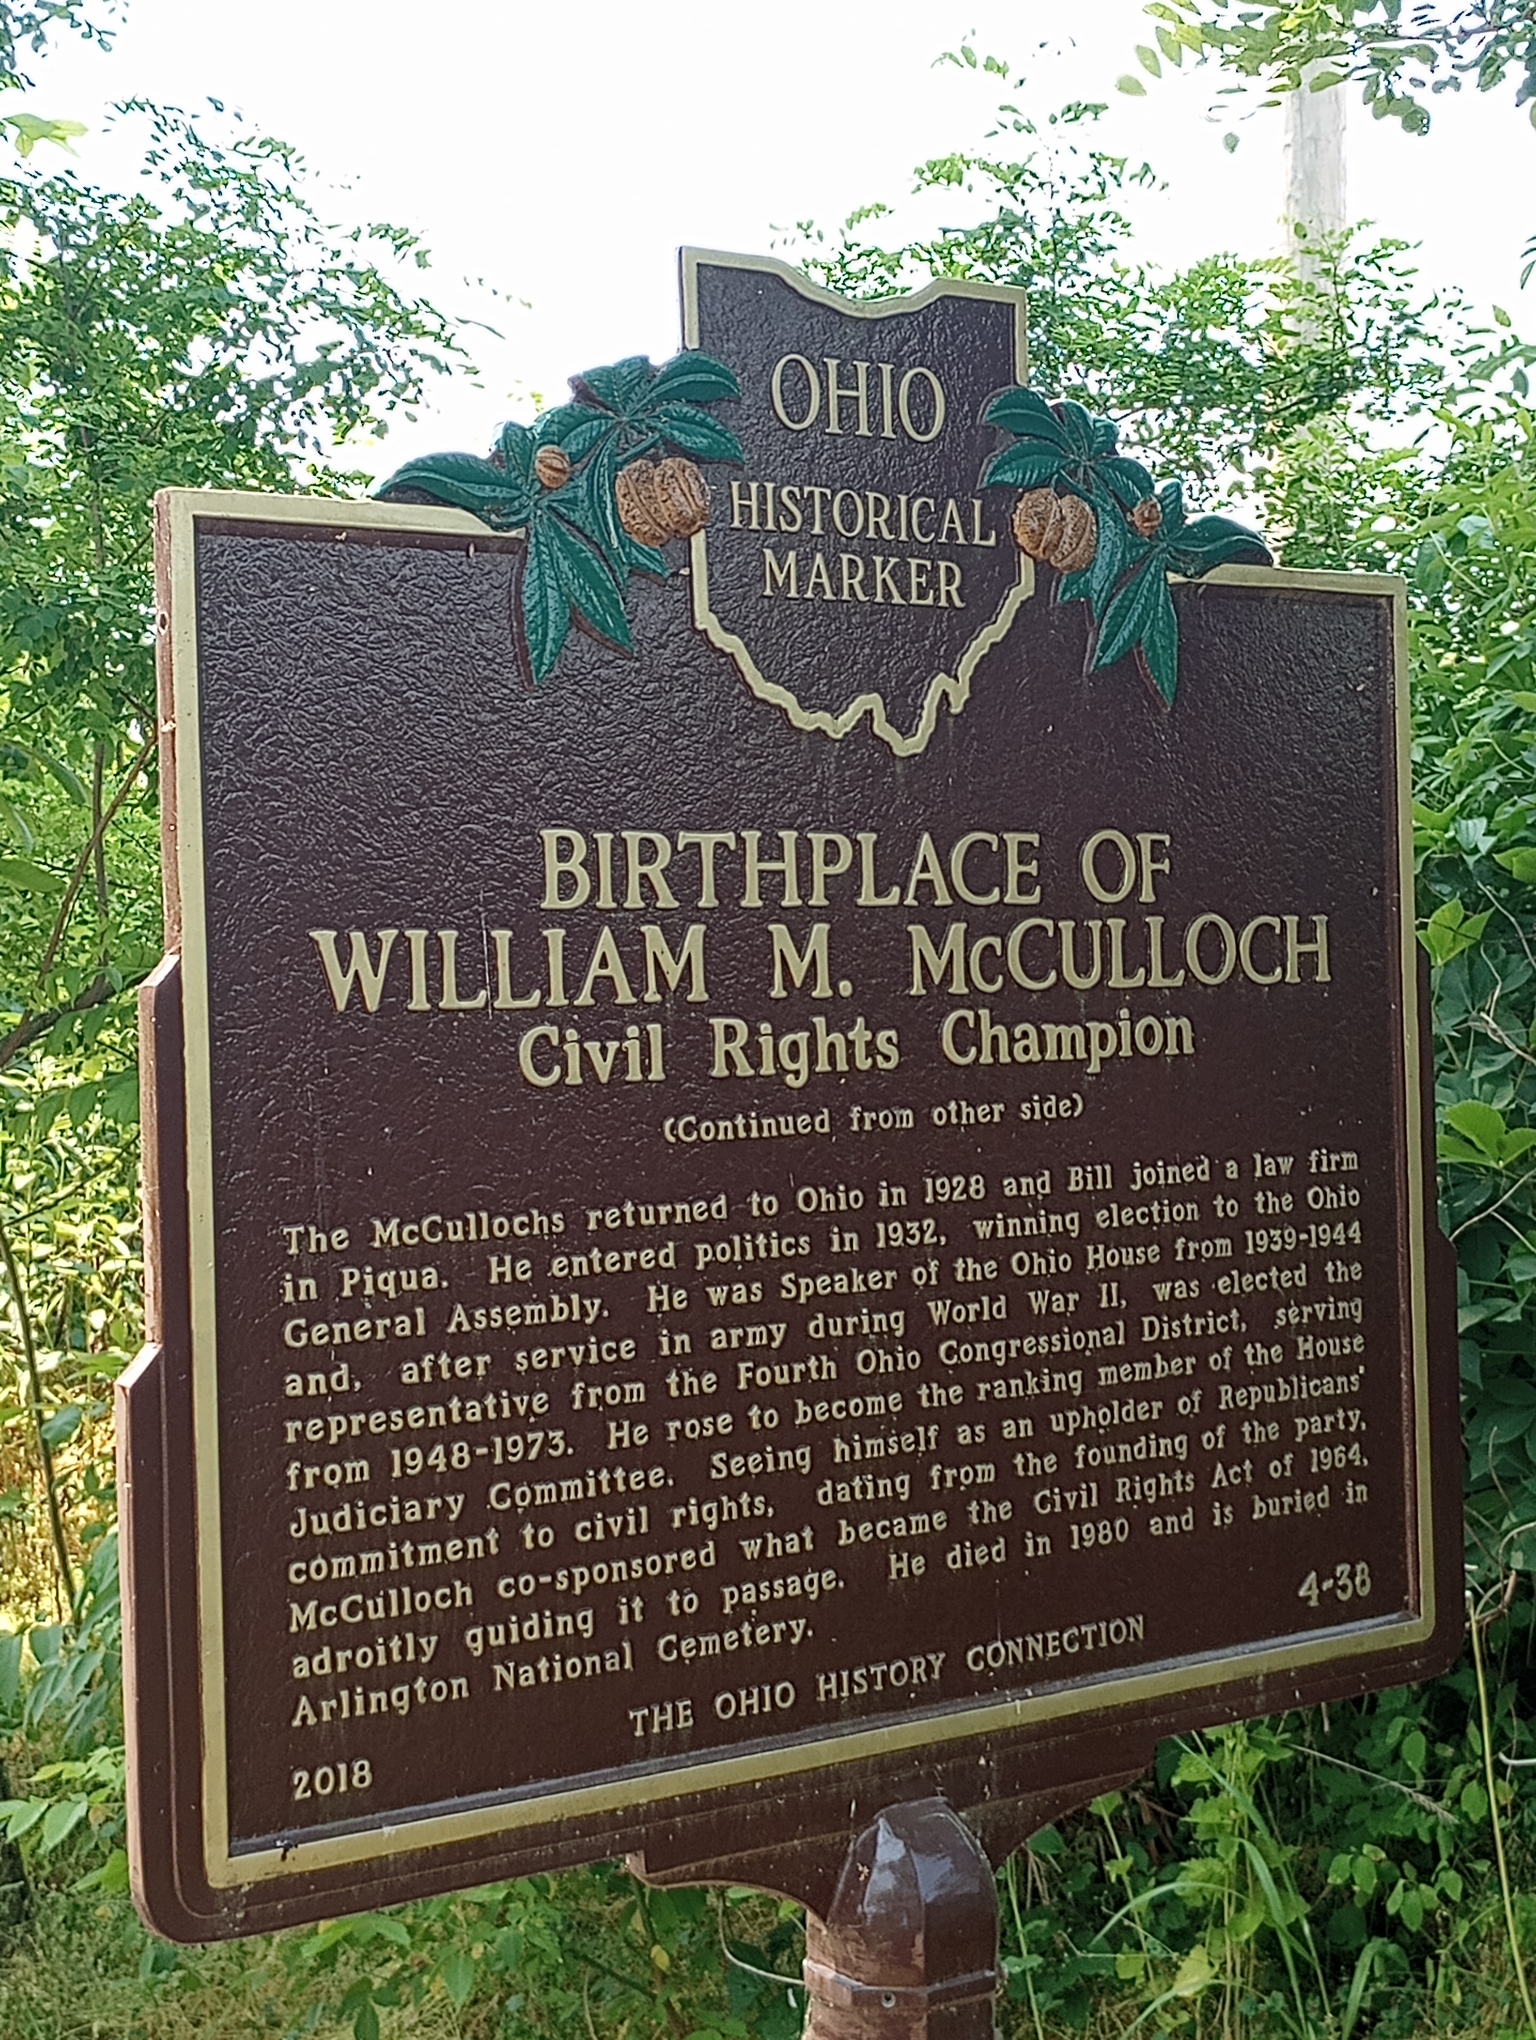 OHIO
HISTORICAL
MARKER
BIRTHPLACE OF
WILLIAM M. McCULLOCH
Civil Rights Champion
(Continued from other side)
The McCullochs returned to Ohio in 1928 and Bill joined a law firm
in Piqua. He entered politics in 1932, winning election to the Ohio
General Assembly. He was Speaker of the Ohio House from 1939-1944
and, after service in army during World War II, was elected the
representative from the Fourth Ohio Congressional District, serving
from 1948-1973. He rose to become the ranking member of the House
Judiciary Committee. Seeing himself as an upholder of Republicans'
commitment to civil rights, dating from the founding of the party,
McCulloch co-sponsored what became the Civil Rights Act of 1964,
adroitly guiding it to passage. He died in 1980 and is buried in
Arlington National Cemetery.
4-38
THE OHIO HISTORY CONNECTION
2018